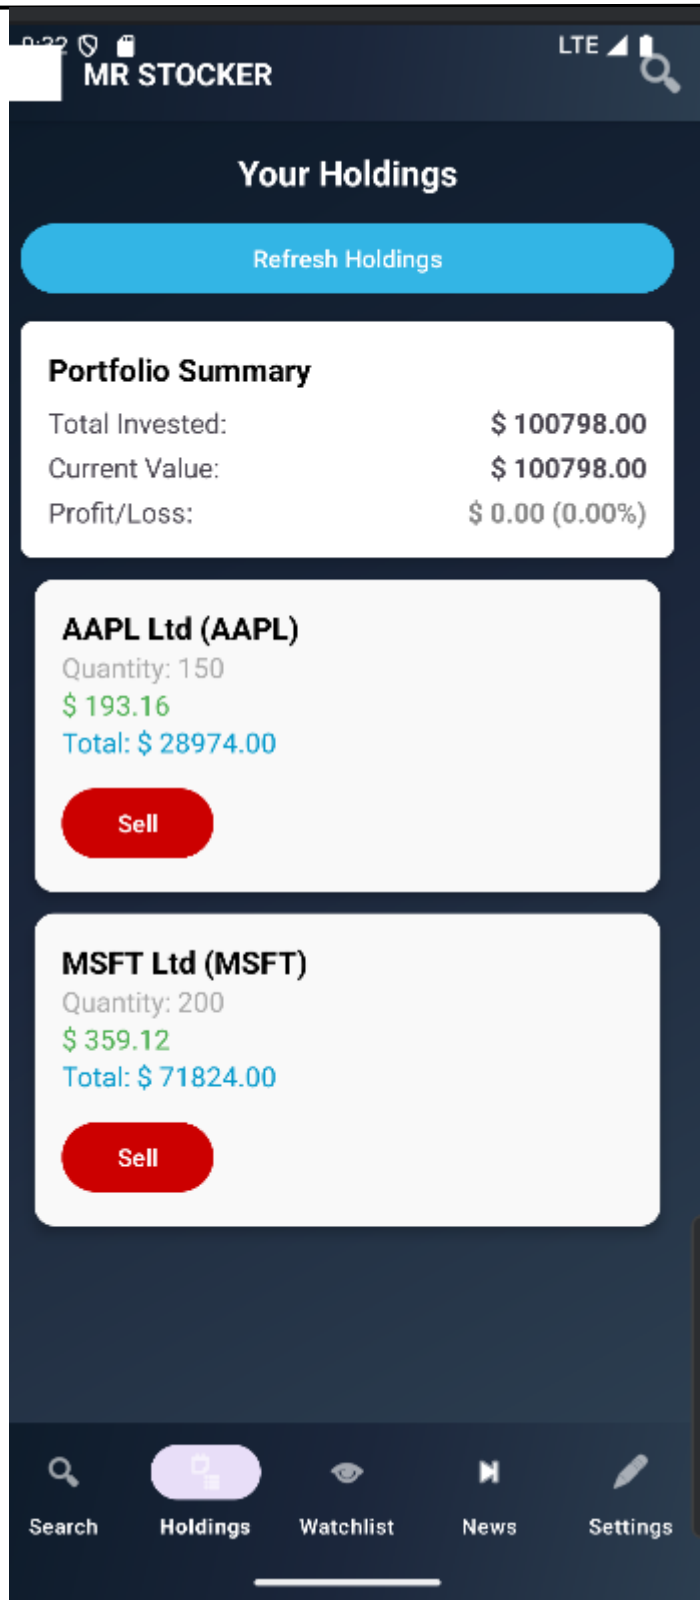 9:32 LTE
MR STOCKER
Your Holdings
Refresh Holdings
Portfolio Summary
Total Invested: $ 100798.00
Current Value: $ 100798.00
Profit/Loss: $ 0.00 (0.00%)
AAPL Ltd (AAPL)
Quantity: 150
$ 193.16
Total: $ 28974.00
Sell
MSFT Ltd (MSFT)
Quantity: 200
$ 359.12
Total: $ 71824.00
Sell
Search Holdings Watchlist News Settings